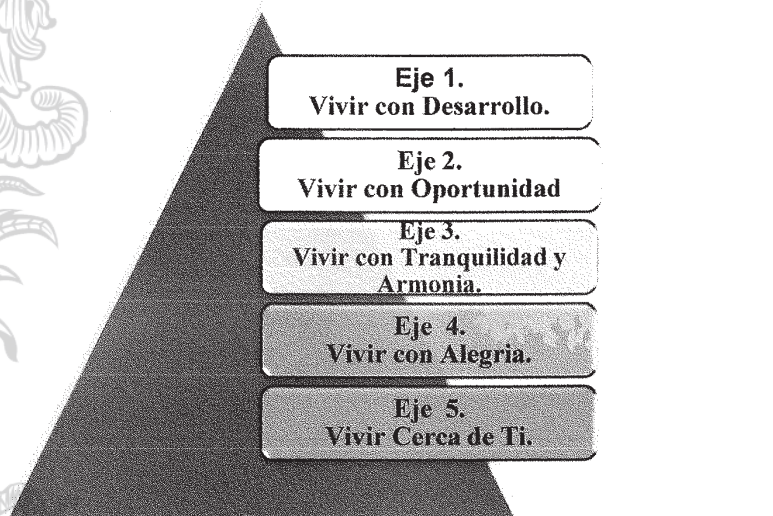 Eje 1.
Vivir con Desarrollo.
Eje 2.
Vivir con Oportunidad
Eje 3.
Vivir con Tranquilidad y
Armonia.
Eje 4.
Vivir con Alegria.
Eje 5.
Vivir Cerca de Ti.